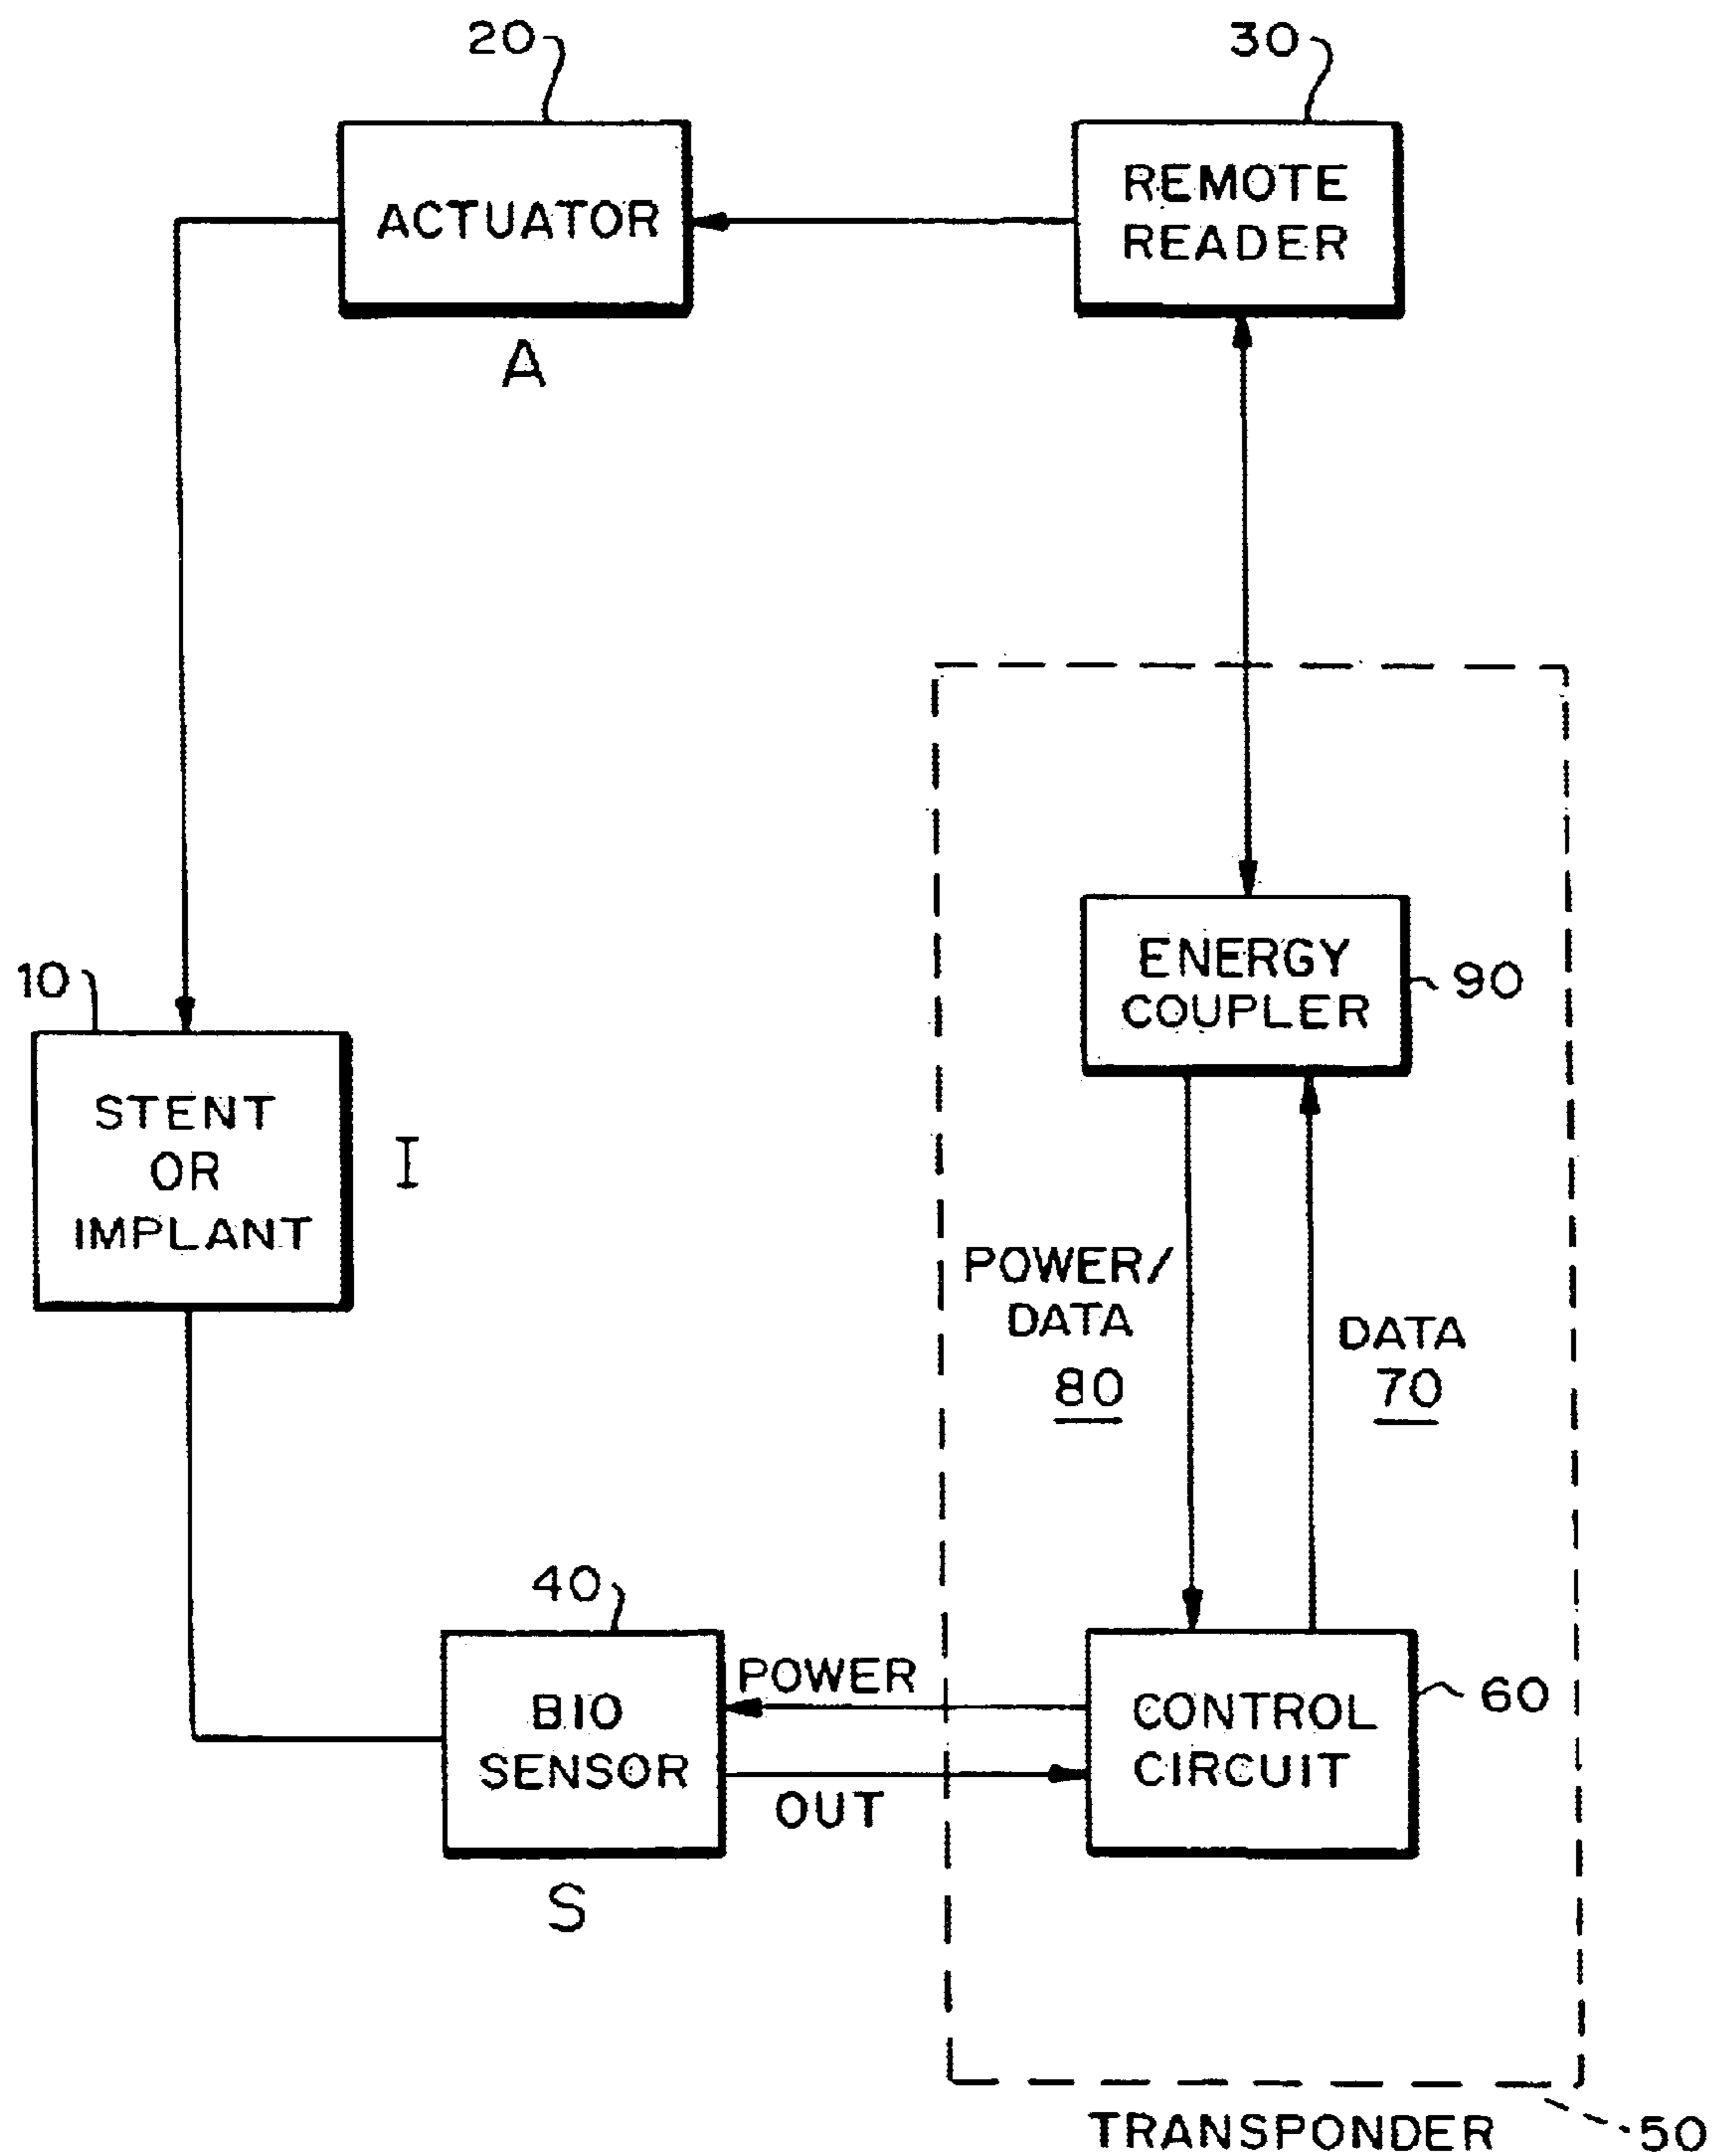 20
30
ACTUATOR
REMOTE
READER
A
10
STENT
OR
IMPLANT
I
ENERGY
COUPLER
90
POWER/
DATA
80
DATA
70
40
BIO
SENSOR
S
POWER
OUT
CONTROL
CIRCUIT
60
TRANSPONDER
50